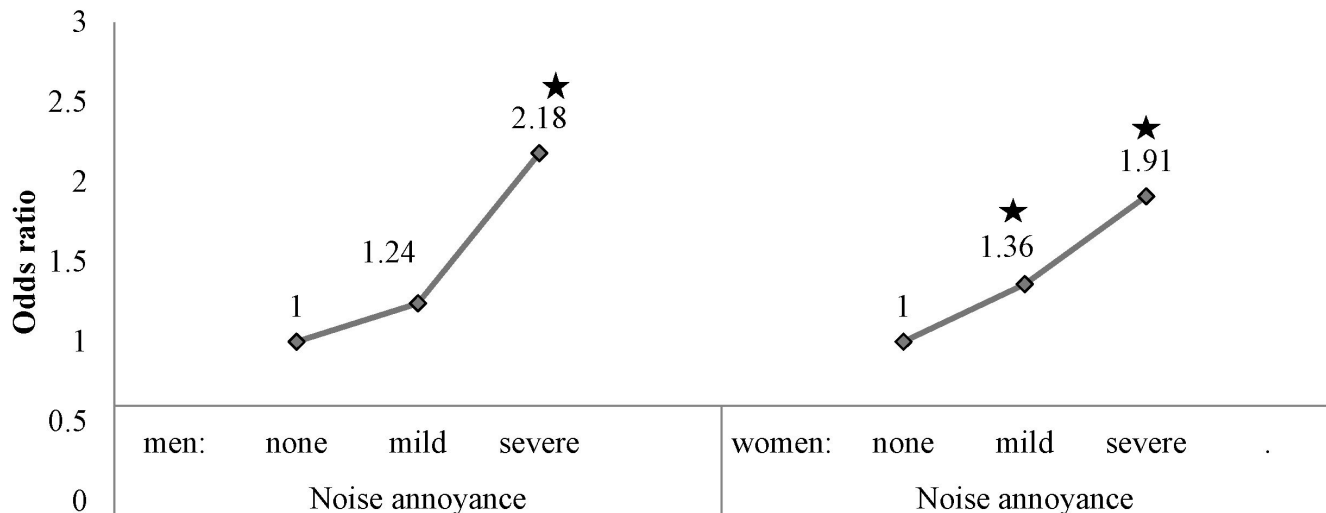 3
2.5
2
1.5
1
0.5
0
Odds ratio
1
1.24
2.18
1
1.36
1.91
men: none mild severe
women: none mild severe .
Noise annoyance
Noise annoyance